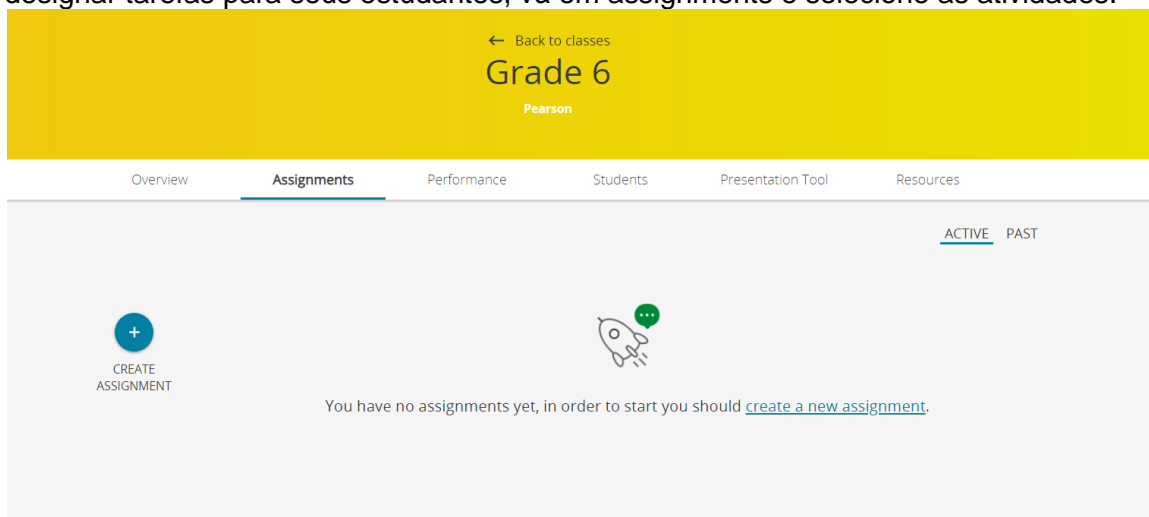 designar tarefas para seus estudantes, vá em assignments e selecione as atividades.
← Back to classes
Grade 6
Pearson
Overview Assignments Performance Students Presentation Tool Resources
ACTIVE PAST
+
CREATE
ASSIGNMENT
You have no assignments yet, in order to start you should create a new assignment.